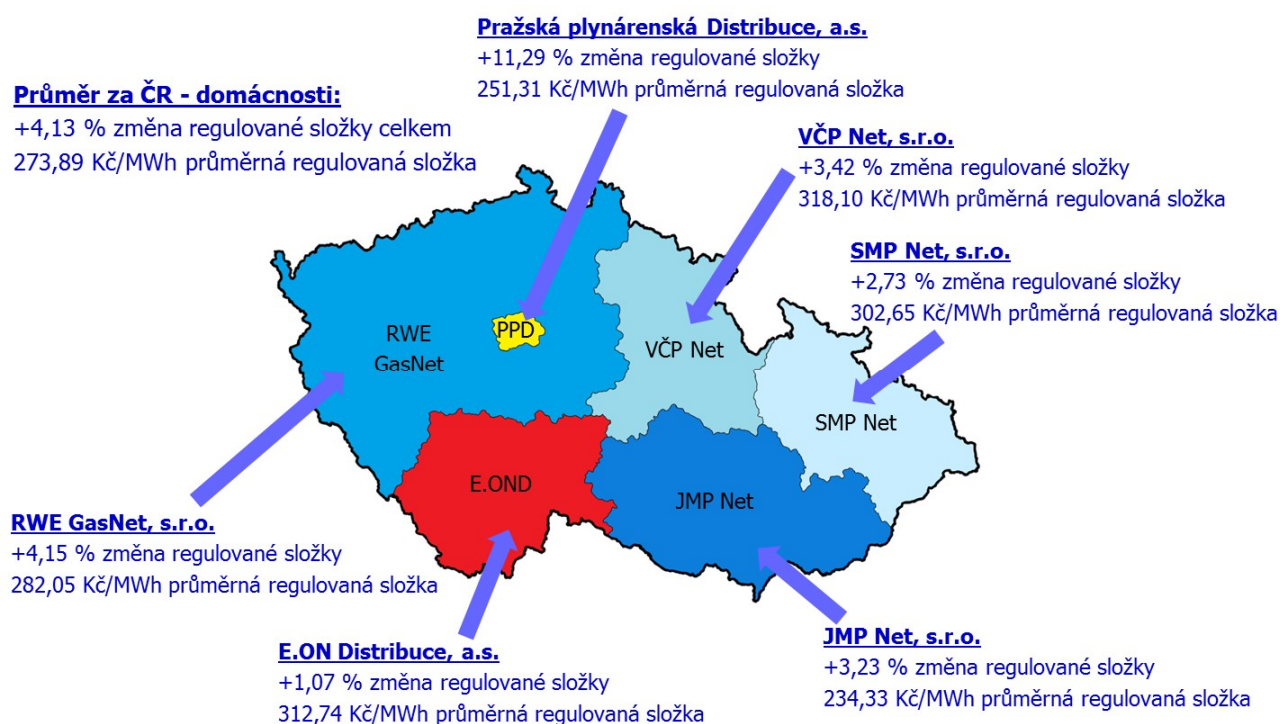 Pražská plynárenská Distribuce, a.s.
+11,29 % změna regulované složky
251,31 Kč/MWh průměrná regulovaná složka
Průměr za ČR - domácnosti:
+4,13 % změna regulované složky celkem
273,89 Kč/MWh průměrná regulovaná složka
VČP Net, s.r.o.
+3,42 % změna regulované složky
318,10 Kč/MWh průměrná regulovaná složka
SMP Net, s.r.o.
+2,73 % změna regulované složky
302,65 Kč/MWh průměrná regulovaná složka
RWE
GasNet
PPD
VČP Net
SMP Net
E.OND
JMP Net
RWE GasNet, s.r.o.
+4,15 % změna regulované složky
282,05 Kč/MWh průměrná regulovaná složka
E.ON Distribuce, a.s.
+1,07 % změna regulované složky
312,74 Kč/MWh průměrná regulovaná složka
JMP Net, s.r.o.
+3,23 % změna regulované složky
234,33 Kč/MWh průměrná regulovaná složka